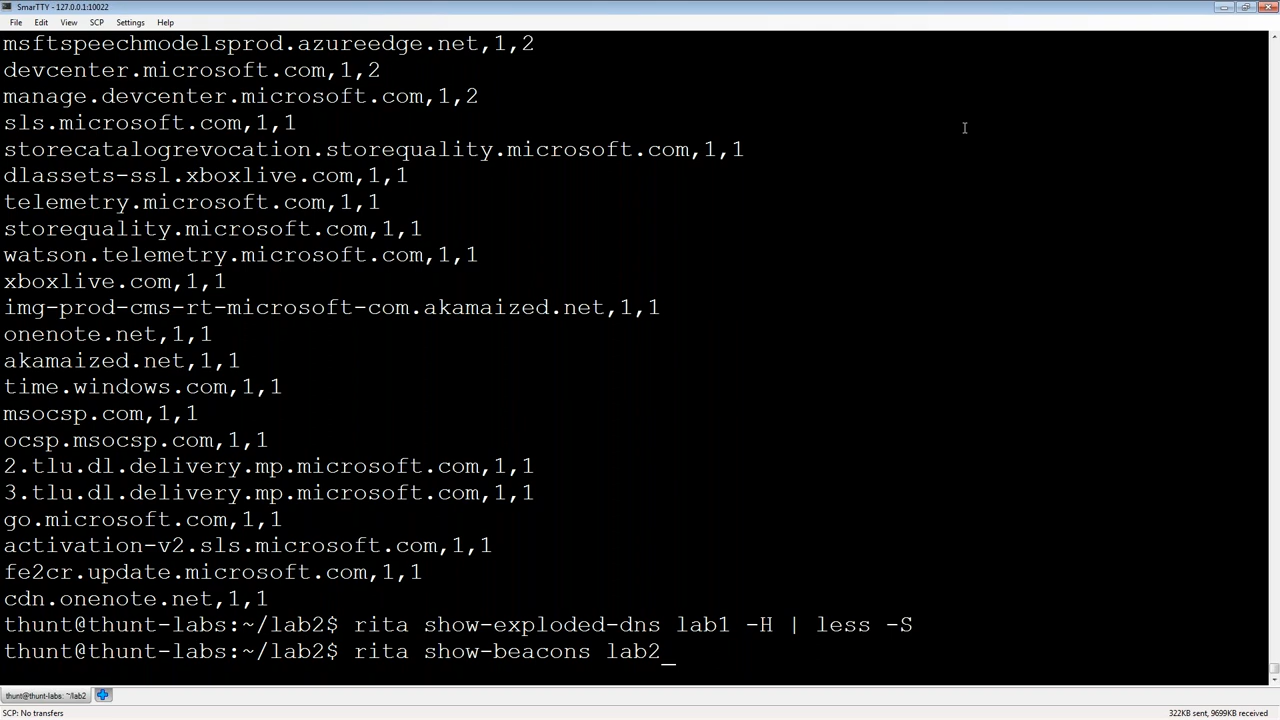 SmarTTY - 127.0.0.1:10022
File Edit View SCP Settings Help
msftspeechmodelsprod.azureedge.net,1,2
devcenter.microsoft.com,1,2
manage.devcenter.microsoft.com,1,2
sls.microsoft.com,1,1
storecatalogrevocation.storequality.microsoft.com,1,1
dlassets-ssl.xboxlive.com,1,1
telemetry.microsoft.com,1,1
storequality.microsoft.com,1,1
watson.telemetry.microsoft.com,1,1
xboxlive.com,1,1
img-prod-cms-rt-microsoft-com.akamaized.net,1,1
onenote.net,1,1
akamaized.net,1,1
time.windows.com,1,1
msocsp.com,1,1
ocsp.msocsp.com,1,1
2.tlu.dl.delivery.mp.microsoft.com,1,1
3.tlu.dl.delivery.mp.microsoft.com,1,1
go.microsoft.com,1,1
activation-v2.sls.microsoft.com,1,1
fe2cr.update.microsoft.com,1,1
cdn.onenote.net,1,1
thunt@thunt-labs:~/lab2$ rita show-exploded-dns lab1 -H | less -S
thunt@thunt-labs:~/lab2$ rita show-beacons lab2_
thunt@thunt-labs: ~/lab2
SCP: No transfers 322KB sent, 9699KB received